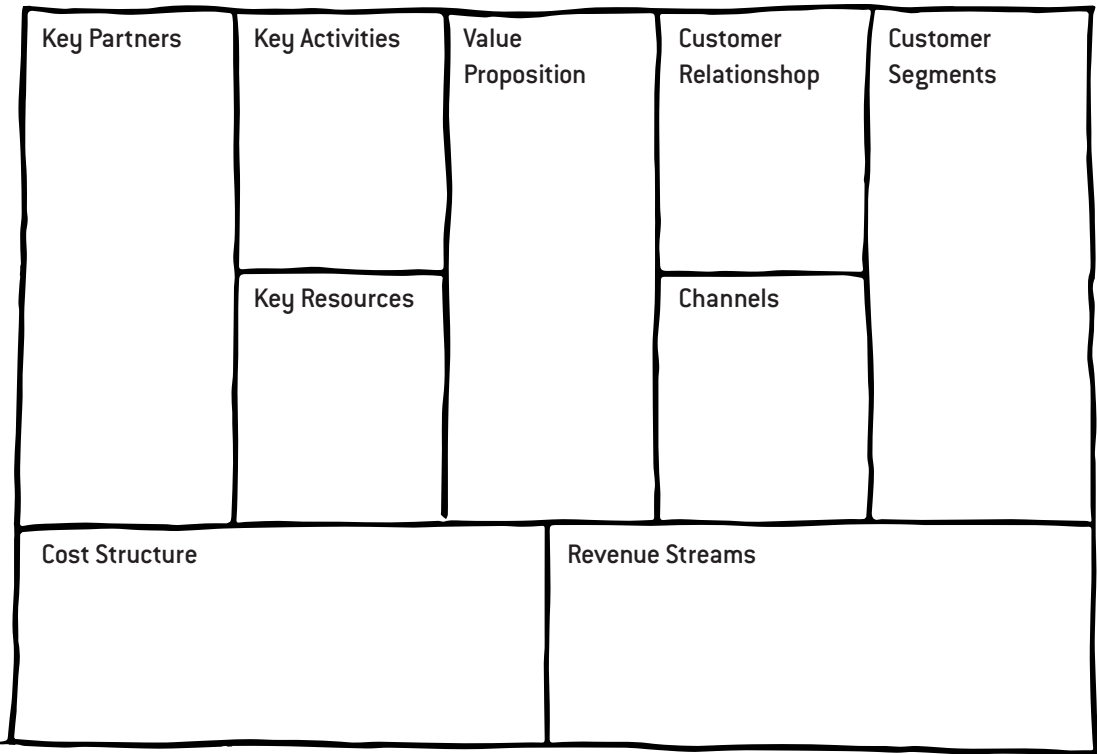 Key Partners
Key Activities
Value
Proposition
Customer
Relationshop
Customer
Segments
Key Resources
Channels
Cost Structure
Revenue Streams